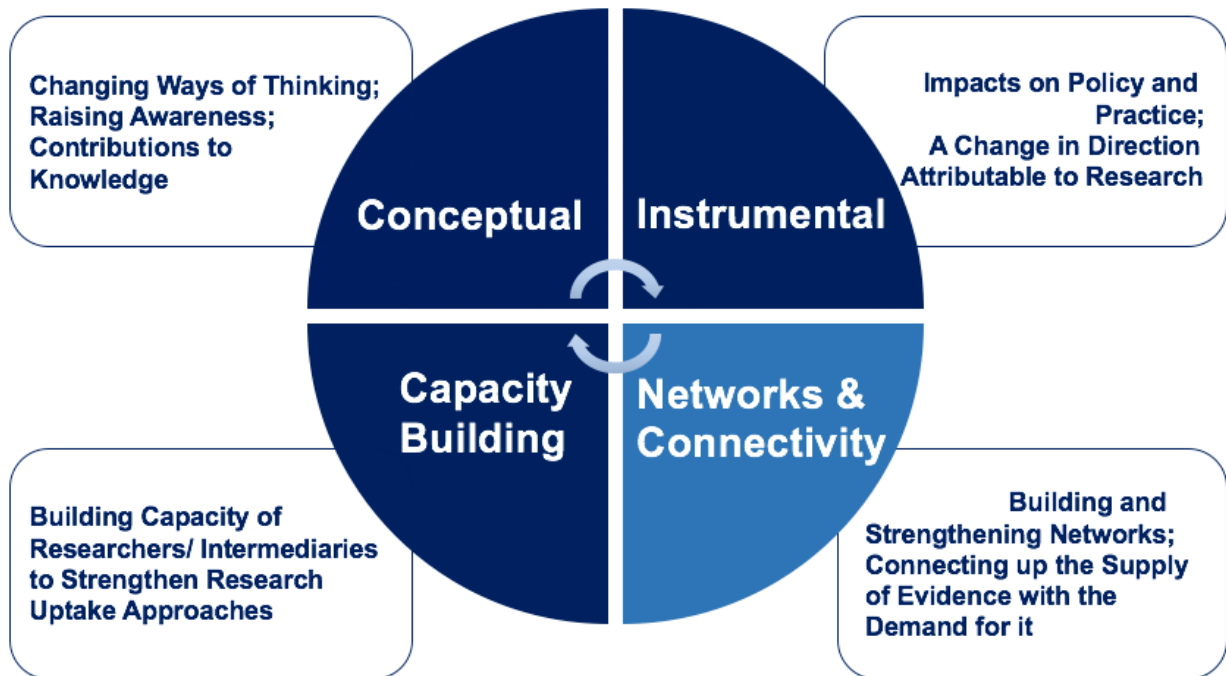 Changing Ways of Thinking;
Raising Awareness;
Contributions to
Knowledge
Impacts on Policy and
Practice;
A Change in Direction
Attributable to Research
Conceptual
Instrumental
Capacity
Building
Networks &
Connectivity
Building Capacity of
Researchers/ Intermediaries
to Strengthen Research
Uptake Approaches
Building and
Strengthening Networks;
Connecting up the Supply
of Evidence with the
Demand for it